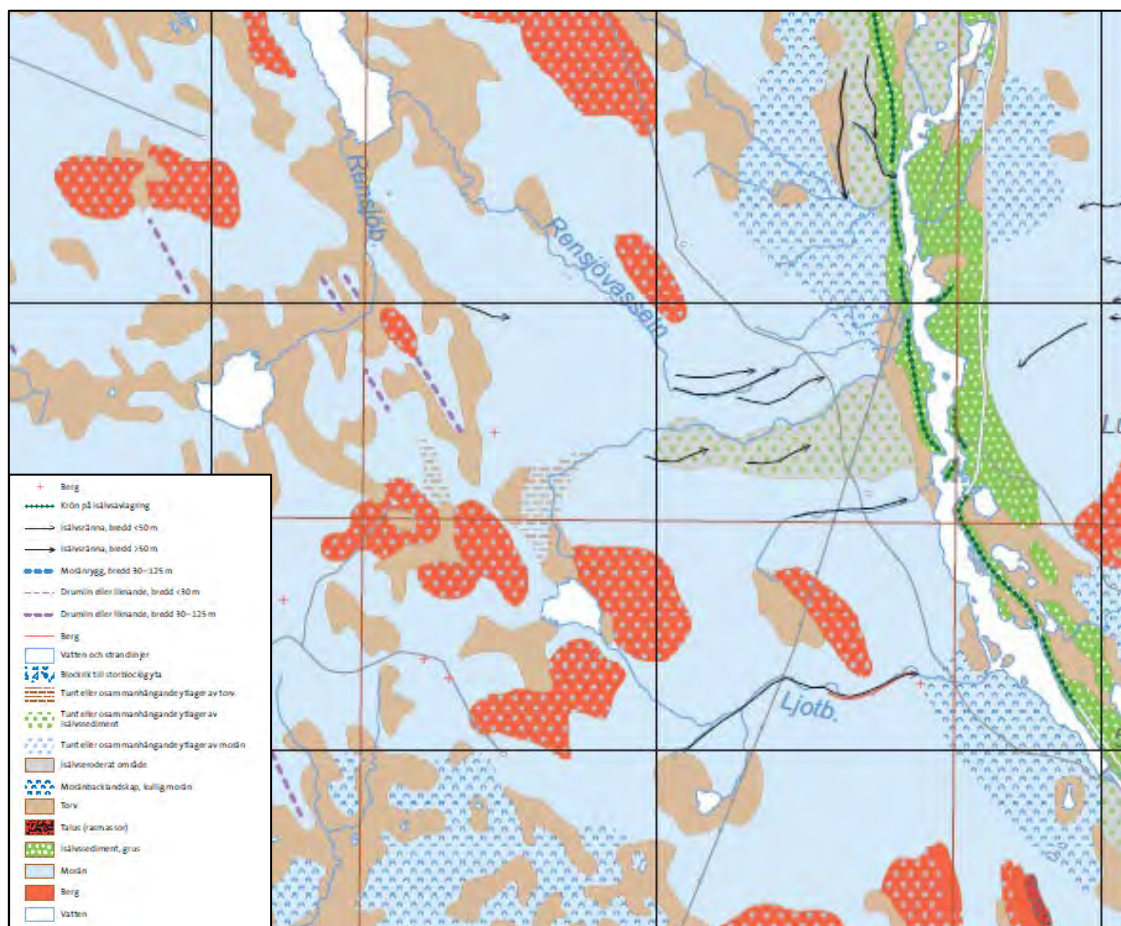 Rensjöb.
Rensjövasseln
Ljotb.
Berg
Krön på isälvsavlagring
Isälvsränna, bredd <50 m
Isälvsränna, bredd >50 m
Moränrygg, bredd 30–125 m
Drumlin eller liknande, bredd <30 m
Drumlin eller liknande, bredd 30–125 m
Berg
Vatten och strandlinjer
Blockrik till storblockig yta
Tunt eller osammanhängande ytlager av torv
Tunt eller osammanhängande ytlager av
isälvssediment
Tunt eller osammanhängande ytlager av morän
Isälvseroderat område
Moränbacklandskap, kullig morän
Torv
Talus (rasmassor)
Isälvssediment, grus
Morän
Berg
Vatten